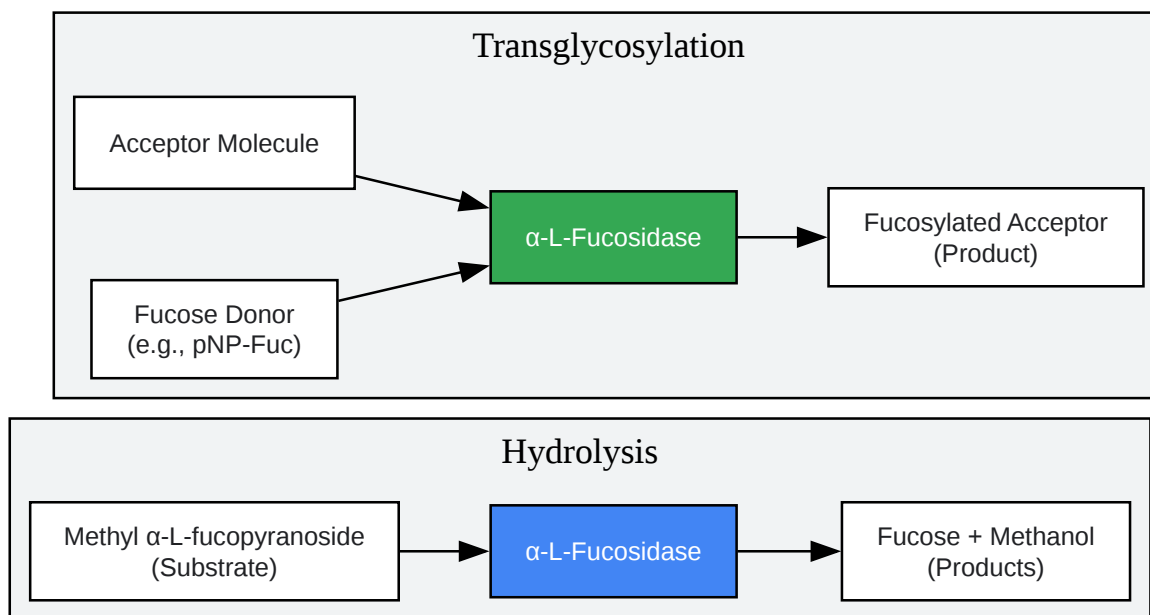 Transglycosylation
Acceptor Molecule
Fucose Donor
(e.g., pNP-Fuc)
α-L-Fucosidase
Fucosylated Acceptor
(Product)
Hydrolysis
Methyl α-L-fucopyranoside
(Substrate)
α-L-Fucosidase
Fucose + Methanol
(Products)